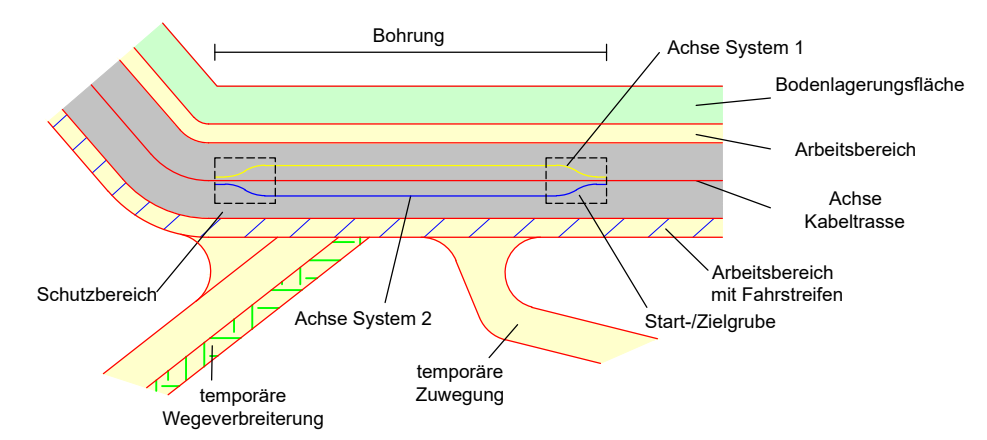 Bohrung
Achse System 1
Bodenlagerungsfläche
Arbeitsbereich
Achse
Kabeltrasse
Arbeitsbereich
mit Fahrstreifen
Start-/Zielgrube
Schutzbereich
Achse System 2
temporäre
Zuwegung
temporäre
Wegeverbreiterung